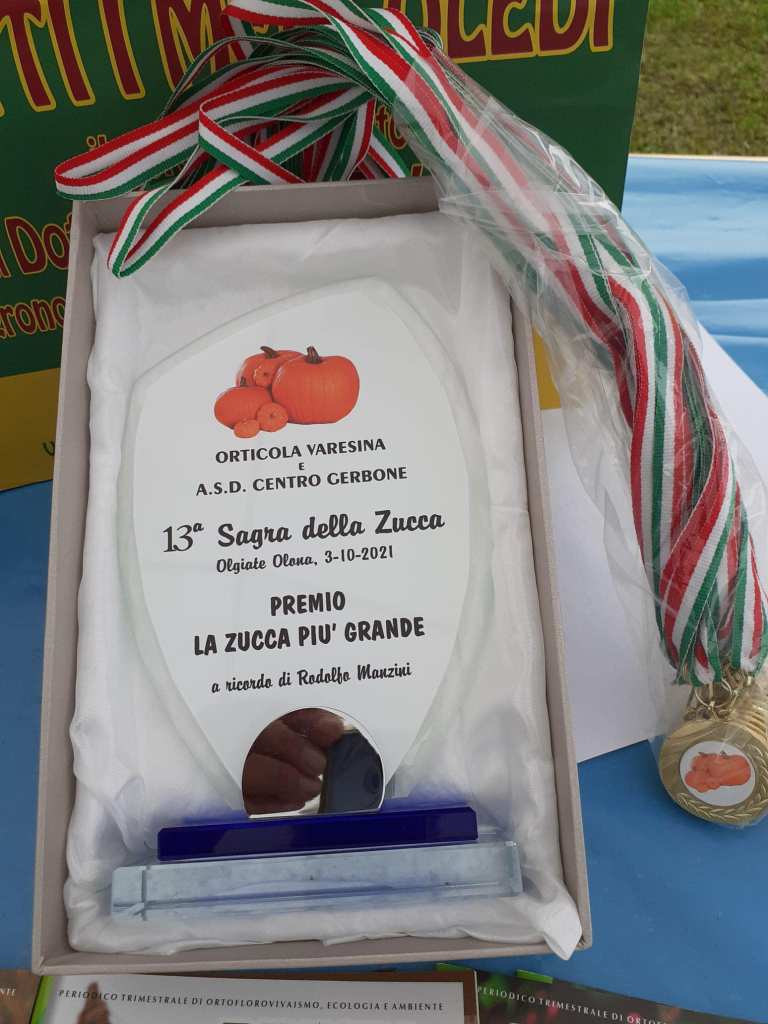 ORTICOLA VARESINA
E
A.S.D. CENTRO GERBONE
13ª Sagra della Zucca
Olgiate Olona, 3-10-2021
PREMIO
LA ZUCCA PIU' GRANDE
a ricordo di Rodolfo Manzini
PERIODICO TRIMESTRALE DI ORTOFLOROVIVAISMO, ECOLOGIA E AMBIENTE
PERIODICO TRIMESTRALE DI